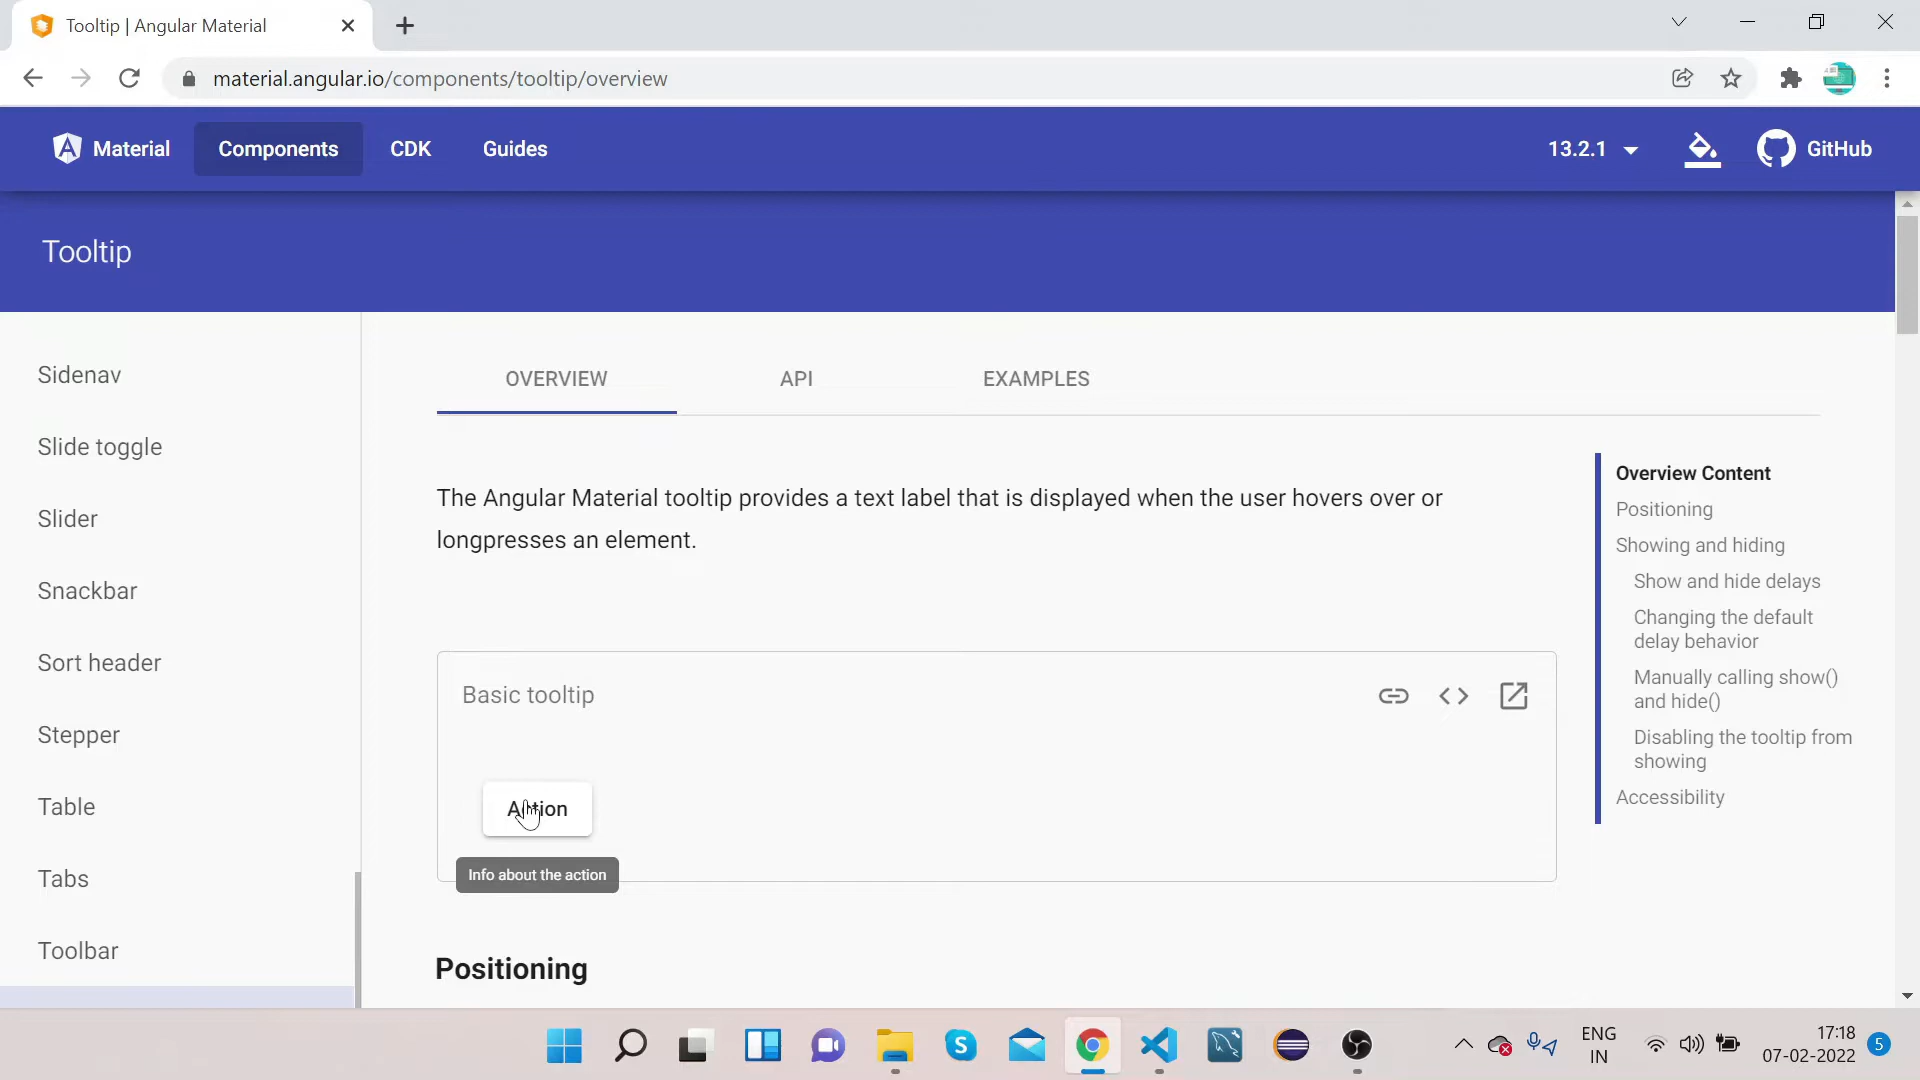 Tooltip | Angular Material
material.angular.io/components/tooltip/overview
Material
Components
CDK
Guides
13.2.1
GitHub
Tooltip
Sidenav
Slide toggle
Slider
Snackbar
Sort header
Stepper
Table
Tabs
Toolbar
OVERVIEW
API
EXAMPLES
The Angular Material tooltip provides a text label that is displayed when the user hovers over or
longpresses an element.
Basic tooltip
Action
Info about the action
Positioning
Overview Content
Positioning
Showing and hiding
Show and hide delays
Changing the default
delay behavior
Manually calling show()
and hide()
Disabling the tooltip from
showing
Accessibility
ENG
IN
17:18
07-02-2022
5